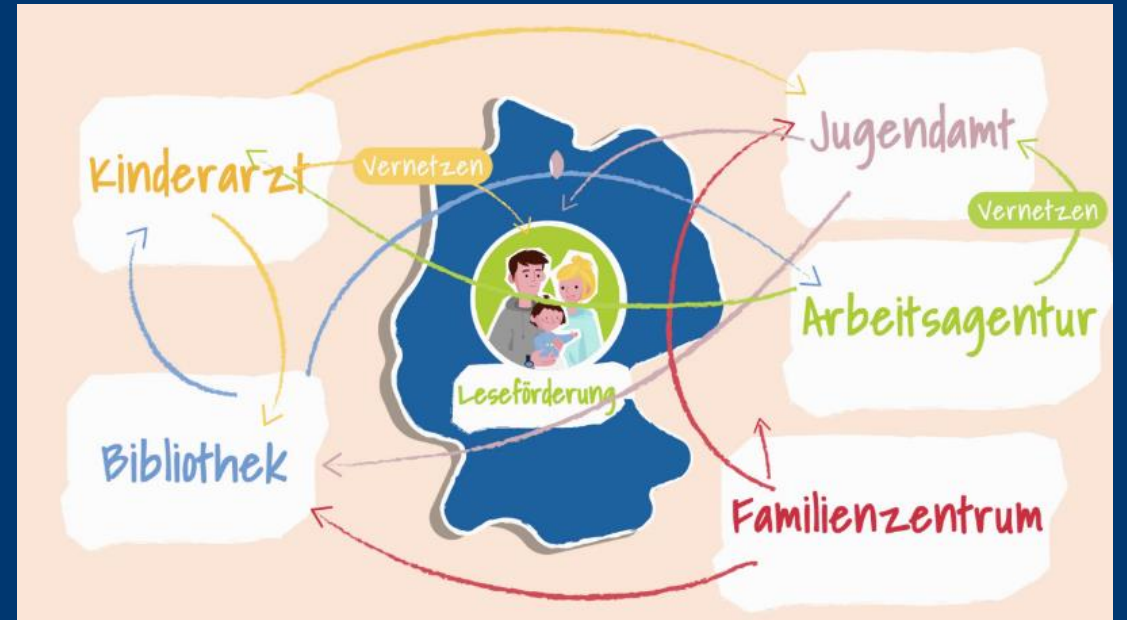 Kinderarzt
Vernetzen
Jugendamt
Vernetzen
Arbeitsagentur
Leseförderung
Bibliothek
Familienzentrum